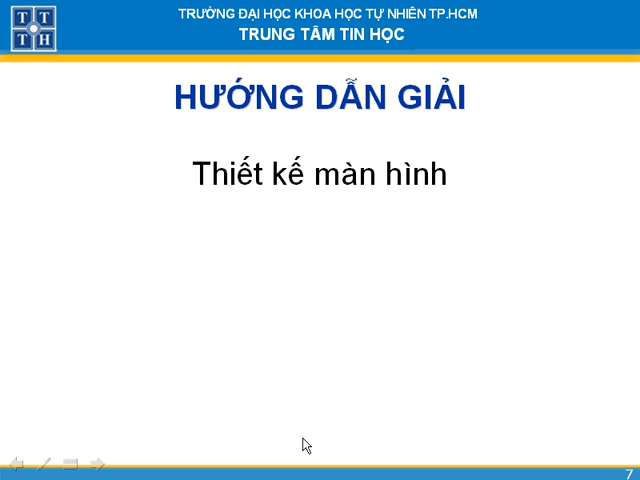 T T
T H
TRƯỜNG ĐẠI HỌC KHOA HỌC TỰ NHIÊN TP.HCM
TRUNG TÂM TIN HỌC
HƯỚNG DẪN GIẢI
Thiết kế màn hình
7